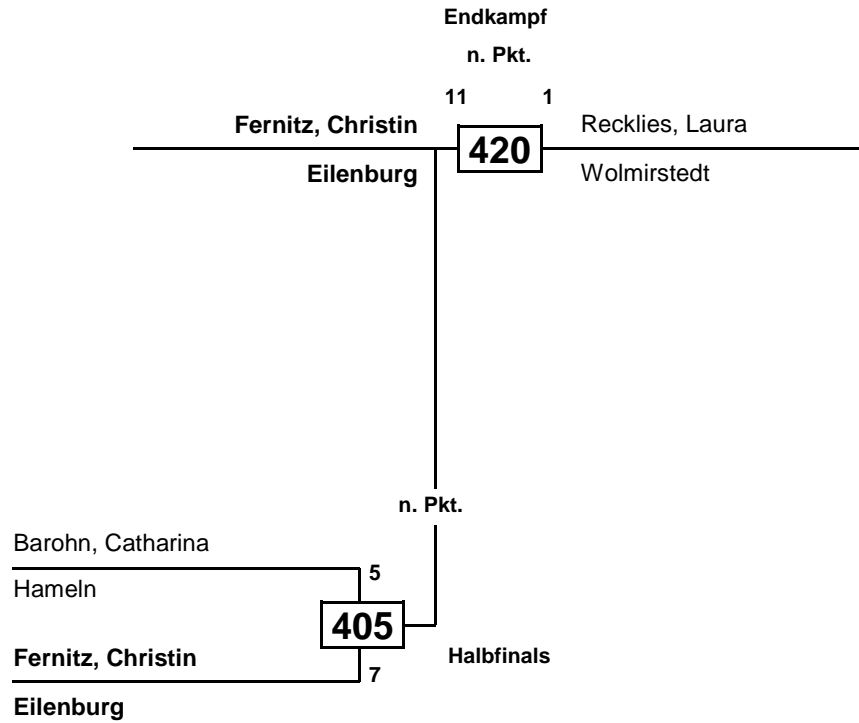 Endkampf
n. Pkt.
11 1
Fernitz, Christin 420 Recklies, Laura
Eilenburg Wolmirstedt
n. Pkt.
Barohn, Catharina
5
Hameln
405
Fernitz, Christin Halbfinals
7
Eilenburg